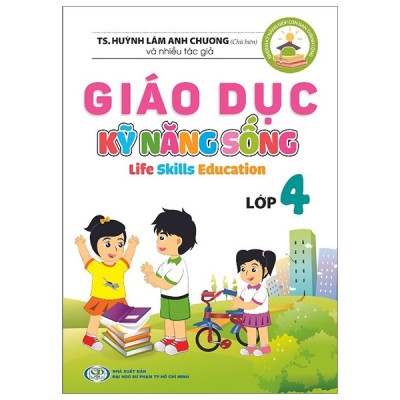 TS. HUỲNH LÂM ANH CHƯƠNG (Chủ biên)
và nhiều tác giả
GIÁO DỤC
KỸ NĂNG SỐNG
Life Skills Education
LỚP 4
NHÀ XUẤT BẢN
ĐẠI HỌC SƯ PHẠM TP HỒ CHÍ MINH